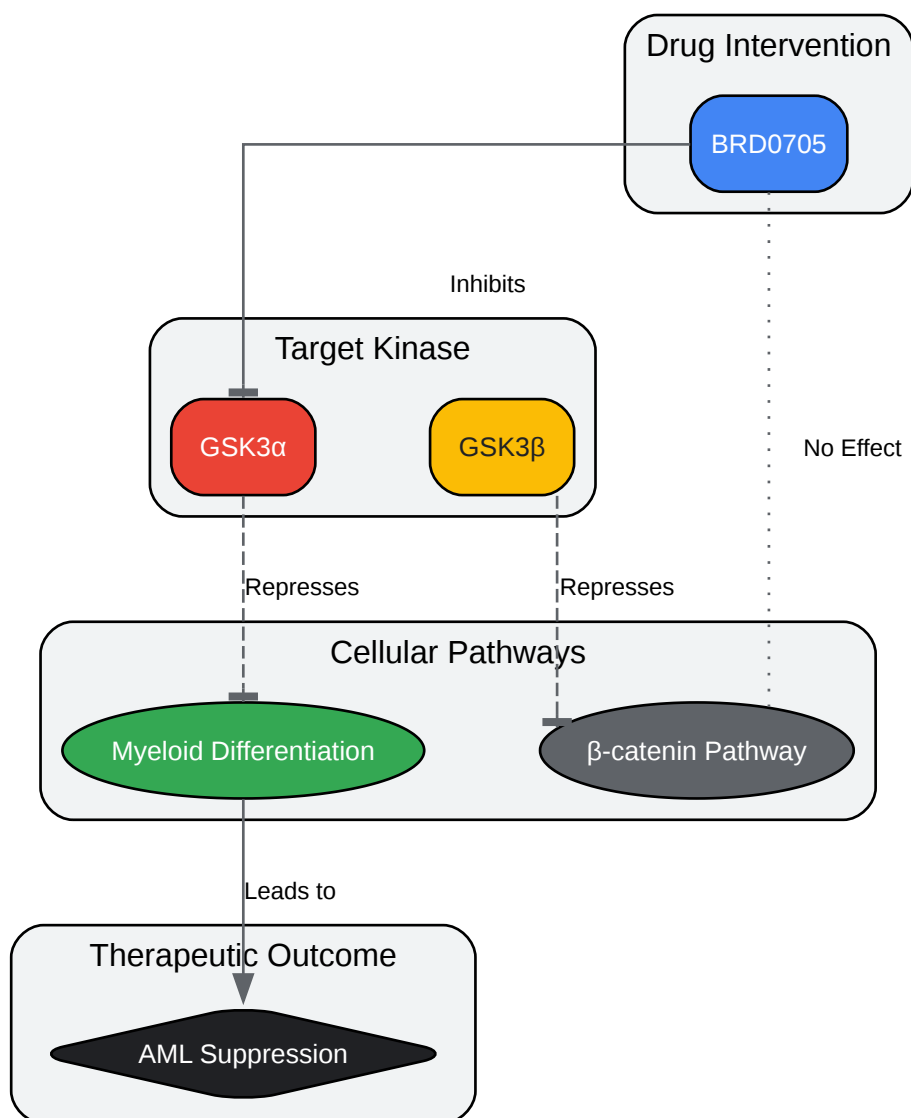 Drug Intervention
BRD0705
Inhibits
Target Kinase
GSK3α
GSK3β
No Effect
Represses
Represses
Cellular Pathways
Myeloid Differentiation
β-catenin Pathway
Leads to
Therapeutic Outcome
AML Suppression